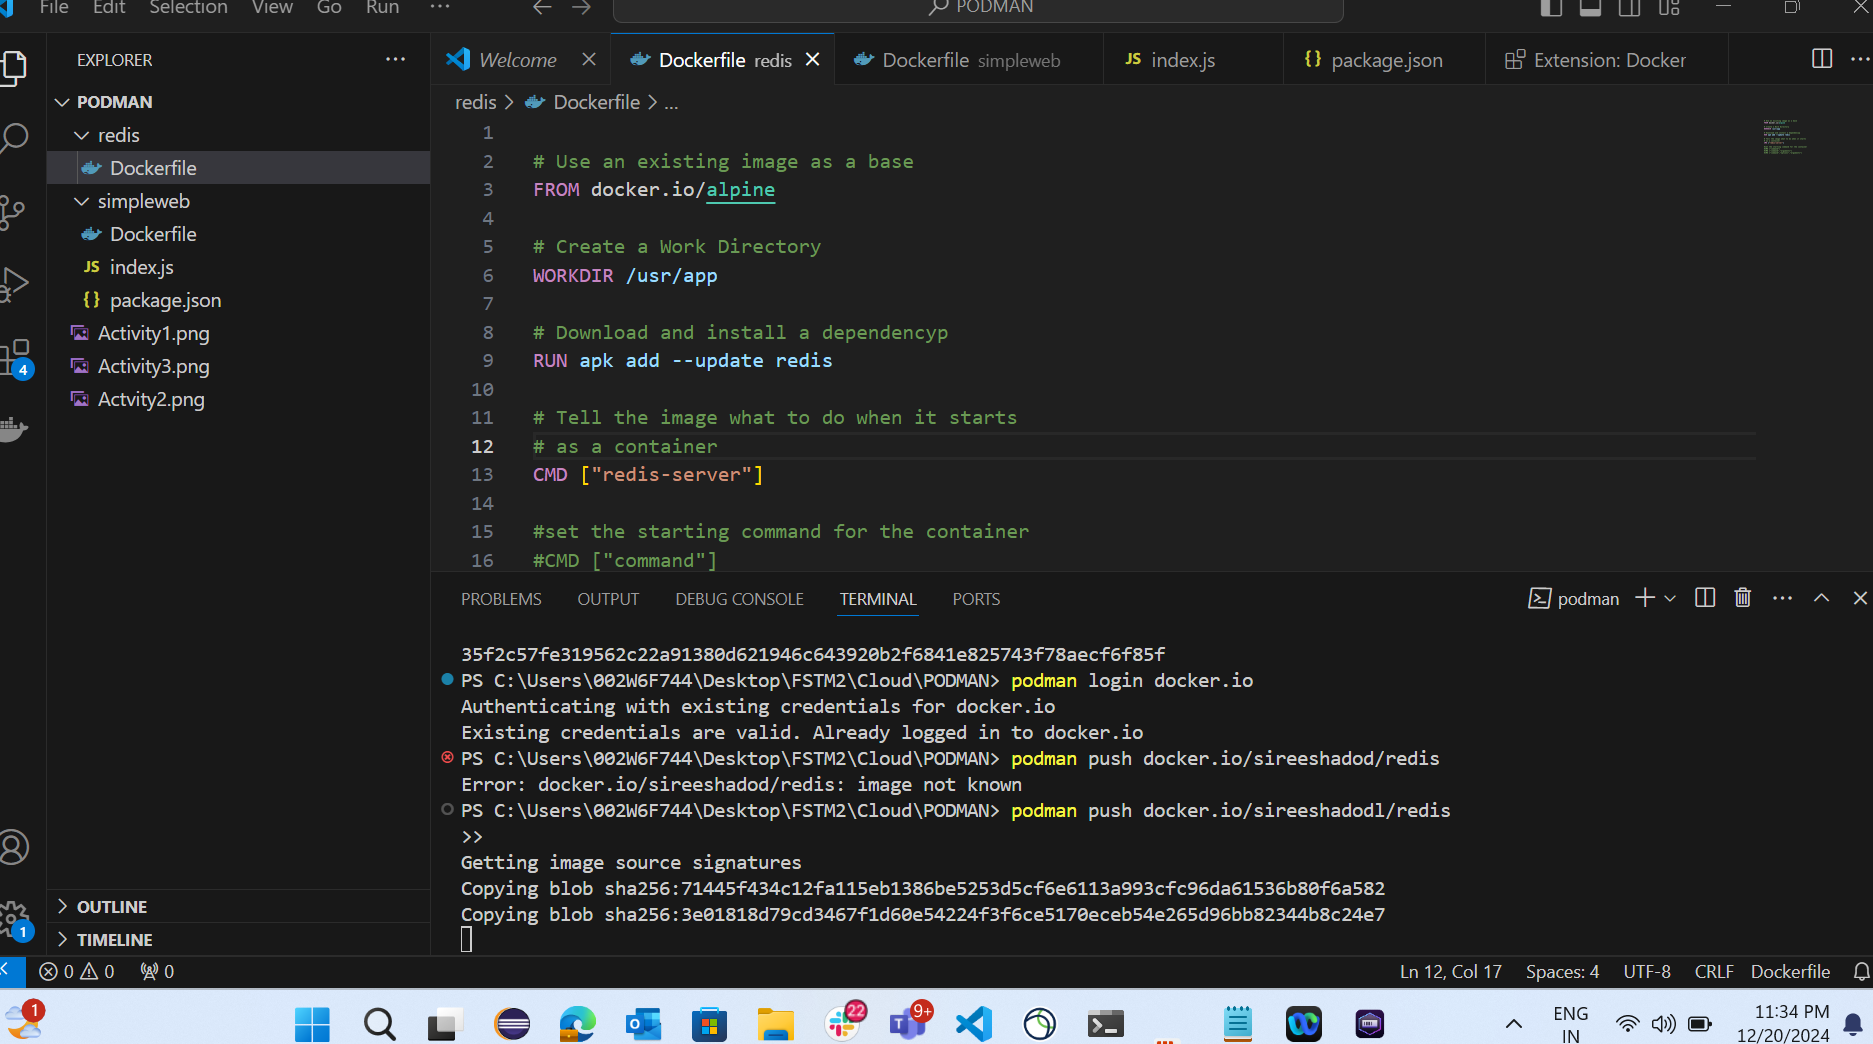 File Edit Selection View Go Run ··· PODMAN
EXPLORER ···
Welcome Dockerfile redis Dockerfile simpleweb JS index.js {} package.json Extension: Docker ···
PODMAN
redis
Dockerfile
simpleweb
Dockerfile
JS index.js
{} package.json
Activity1.png
Activity3.png
Actvity2.png
4
OUTLINE
TIMELINE
1
redis > Dockerfile > ...
1
2 # Use an existing image as a base
3 FROM docker.io/alpine
4
5 # Create a Work Directory
6 WORKDIR /usr/app
7
8 # Download and install a dependencyp
9 RUN apk add --update redis
10
11 # Tell the image what to do when it starts
12 # as a container
13 CMD ["redis-server"]
14
15 #set the starting command for the container
16 #CMD ["command"]
PROBLEMS OUTPUT DEBUG CONSOLE TERMINAL PORTS podman ···
35f2c57fe319562c22a91380d621946c643920b2f6841e825743f78aecf6f85f
PS C:\Users\002W6F744\Desktop\FSTM2\Cloud\PODMAN> podman login docker.io
Authenticating with existing credentials for docker.io
Existing credentials are valid. Already logged in to docker.io
PS C:\Users\002W6F744\Desktop\FSTM2\Cloud\PODMAN> podman push docker.io/sireeshadod/redis
Error: docker.io/sireeshadod/redis: image not known
PS C:\Users\002W6F744\Desktop\FSTM2\Cloud\PODMAN> podman push docker.io/sireeshadodl/redis
>>
Getting image source signatures
Copying blob sha256:71445f434c12fa115eb1386be5253d5cf6e6113a993cfc96da61536b80f6a582
Copying blob sha256:3e01818d79cd3467f1d60e54224f3f6ce5170eceb54e265d96bb82344b8c24e7
0 0 0 Ln 12, Col 17 Spaces: 4 UTF-8 CRLF Dockerfile
1 22 9+ ENG
IN
11:34 PM
12/20/2024